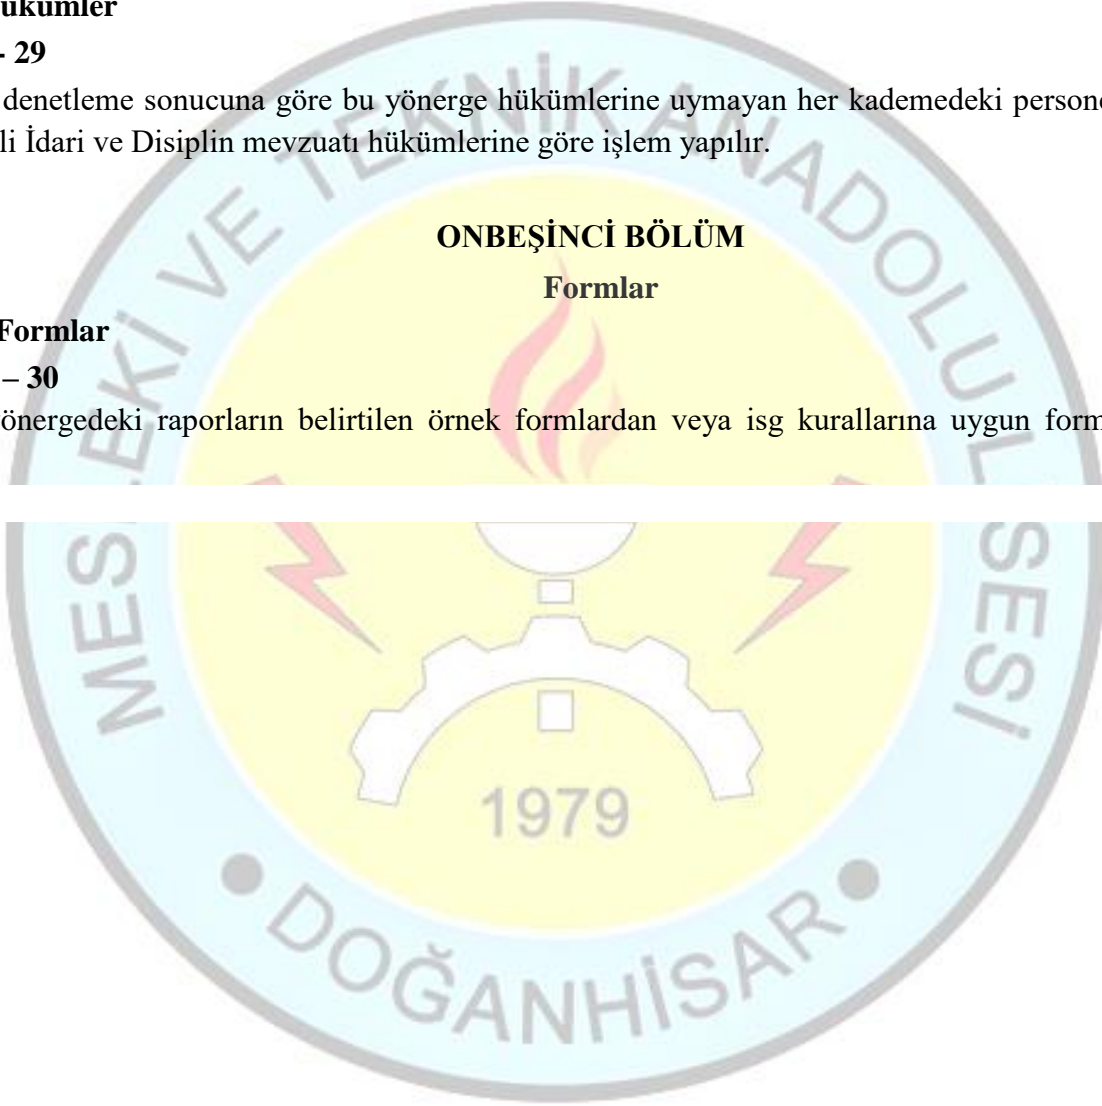 ükümler
- 29
denetleme sonucuna göre bu yönerge hükümlerine uymayan her kademedeki persone
li İdari ve Disiplin mevzuatı hükümlerine göre işlem yapılır.
ONBEŞİNCİ BÖLÜM
Formlar
Formlar
– 30
önergedeki raporların belirtilen örnek formlardan veya isg kurallarına uygun form
MESLEKİ VE TEKNİK ANADOLU LİSESİ
1979
• DOĞANHİSAR •